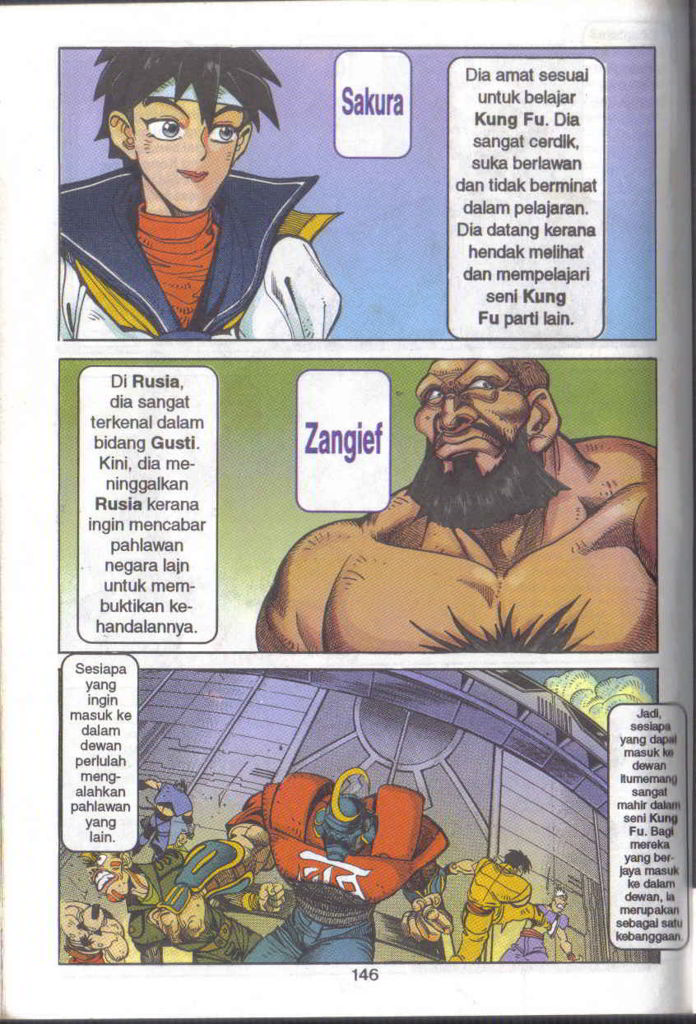 Sakura
Dia amat sesuai
untuk belajar
Kung Fu. Dia
sangat cerdik,
suka berlawan
dan tidak berminat
dalam pelajaran.
Dia datang kerana
hendak melihat
dan mempelajari
seni Kung
Fu parti lain.
Di Rusia,
dia sangat
terkenal dalam
bidang Gusti.
Kini, dia me-
ninggalkan
Rusia kerana
ingin mencabar
pahlawan
negara lajn
untuk mem-
buktikan ke-
handalannya.
Zangief
Sesiapa
yang
ingin
masuk ke
dalam
dewan
perlulah
meng-
alahkan
pahlawan
yang
lain.
Jadi,
sesiapa
yang dapat
masuk ke
dewan
itumemang
sangat
mahir dalam
seni Kung
Fu. Bagi
mereka
yang ber-
jaya masuk
ke dalam
dewan, ia
merupakan
sebagai satu
kebanggaan.
146